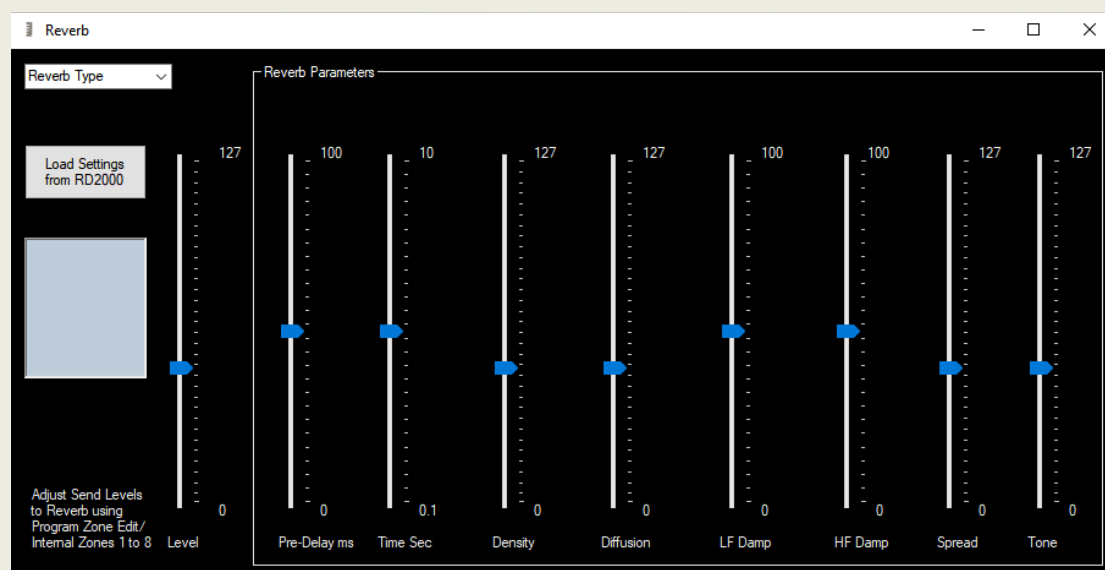 Reverb
Reverb Type
Reverb Parameters
Load Settings
from RD2000
127
100
10
127
127
100
100
127
127
Adjust Send Levels
to Reverb using
Program Zone Edit/
Internal Zones 1 to 8
0
0
0.1
0
0
0
0
0
0
Level
Pre-Delay ms
Time Sec
Density
Diffusion
LF Damp
HF Damp
Spread
Tone